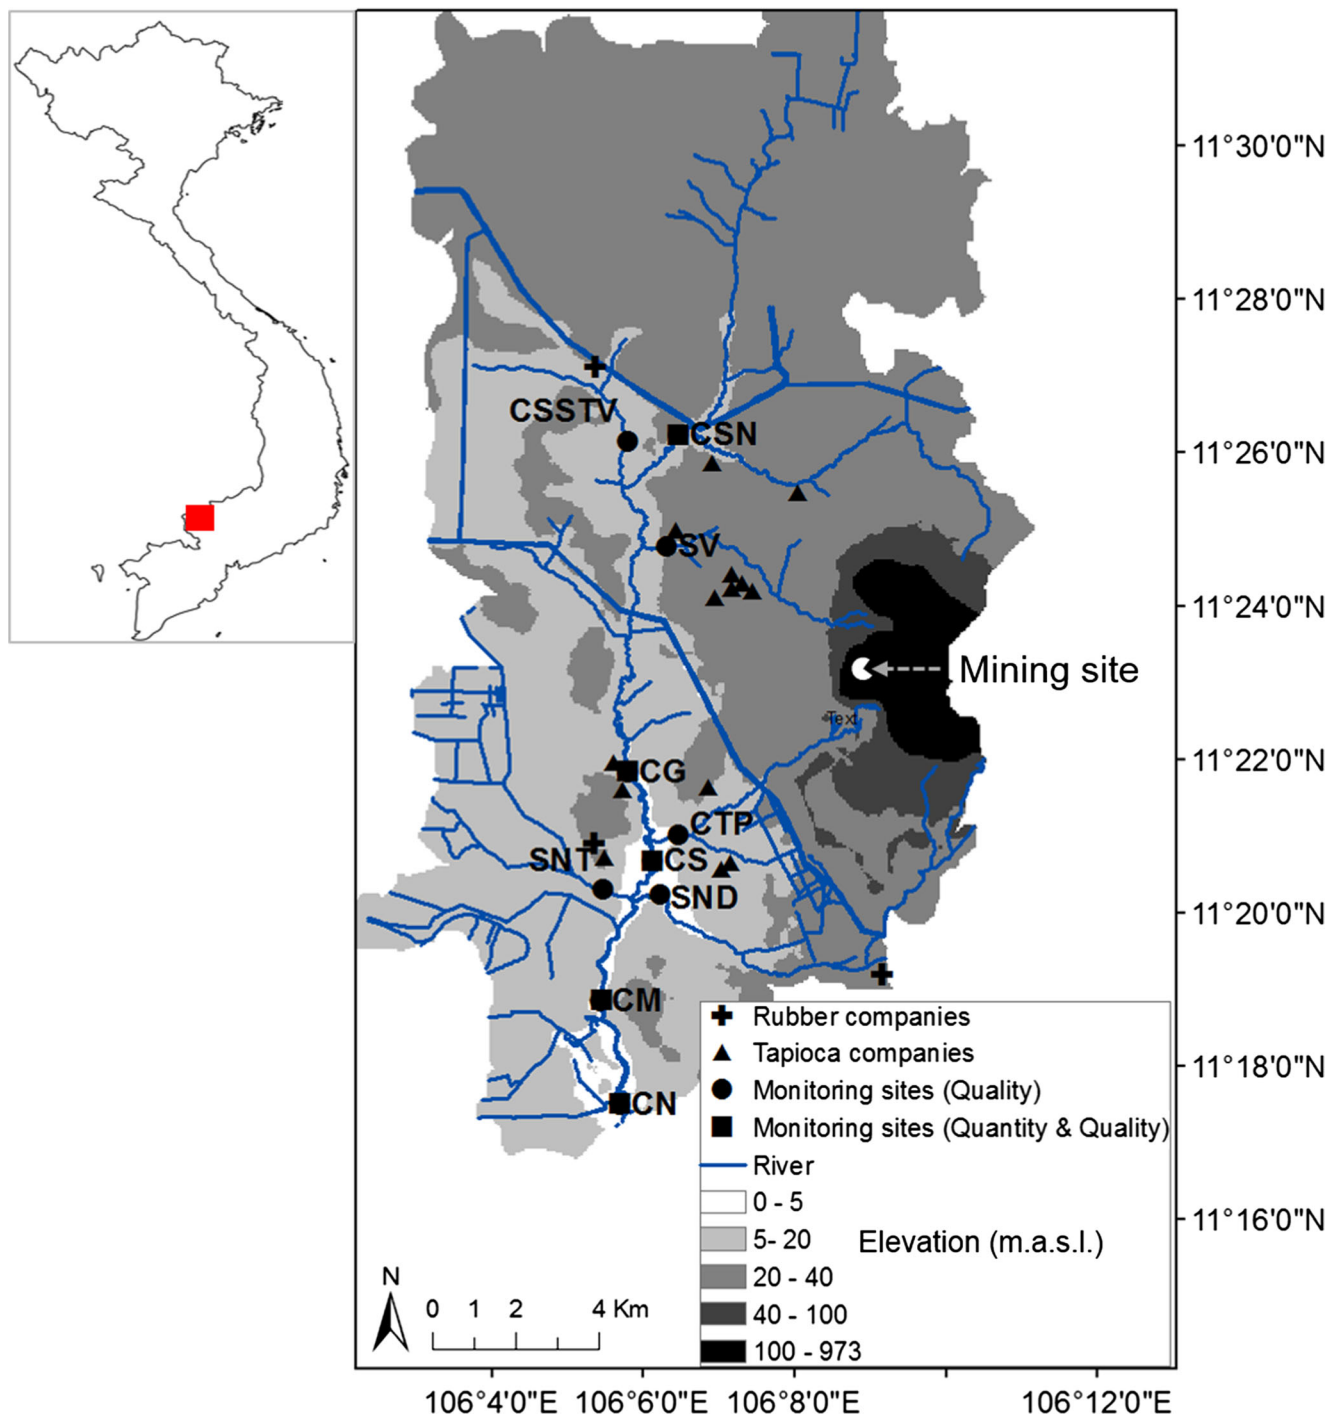 11°30'0"N
11°28'0"N
CSSTV
CSN
11°26'0"N
SV
11°24'0"N
Mining site
Text
11°22'0"N
CG
CTP
SNT
CS
SND
11°20'0"N
CM
Rubber companies
Tapioca companies
11°18'0"N
Monitoring sites (Quality)
CN
Monitoring sites (Quantity & Quality)
River
0 - 5
11°16'0"N
5- 20
Elevation (m.a.s.l.)
20 - 40
N
0 1 2 4 Km
40 - 100
100 - 973
106°4'0"E 106°6'0"E 106°8'0"E 106°12'0"E